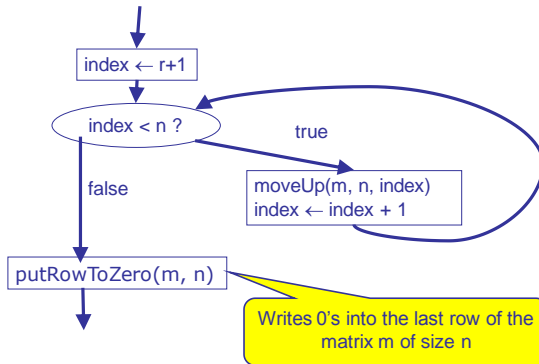 index ← r+1
index < n ?
true
moveUp(m, n, index)
index ← index + 1
false
putRowToZero(m, n)
Writes 0's into the last row of the
matrix m of size n